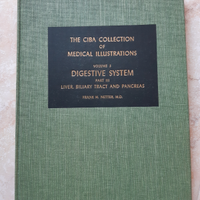 THE CIBA COLLECTION
OF
MEDICAL ILLUSTRATIONS
VOLUME 3
DIGESTIVE SYSTEM
PART III
LIVER, BILIARY TRACT AND PANCREAS
FRANK H. NETTER, M.D.